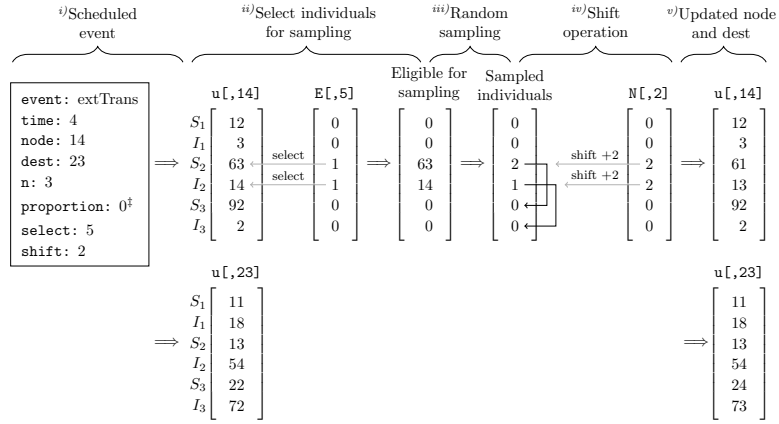 i)Scheduled event
ii)Select individuals for sampling
iii)Random sampling
iv)Shift operation
v)Updated node and dest
event: extTrans
time: 4
node: 14
dest: 23
n: 3
proportion: 0‡
select: 5
shift: 2
u[,14] E[,5] Eligible for sampling Sampled individuals N[,2] u[,14]
S1 12 0 0 0 0 12
I1 3 0 0 0 0 3
S2 63 select 1 63 2 shift +2 2 61
I2 14 select 1 14 1 shift +2 2 13
S3 92 0 0 0 0 92
I3 2 0 0 0 0 2
⟹ ⟹ ⟹ ⟹
u[,23] u[,23]
S1 11 11
I1 18 18
S2 ⟹ 13 ⟹ 13
I2 54 54
S3 22 24
I3 72 73